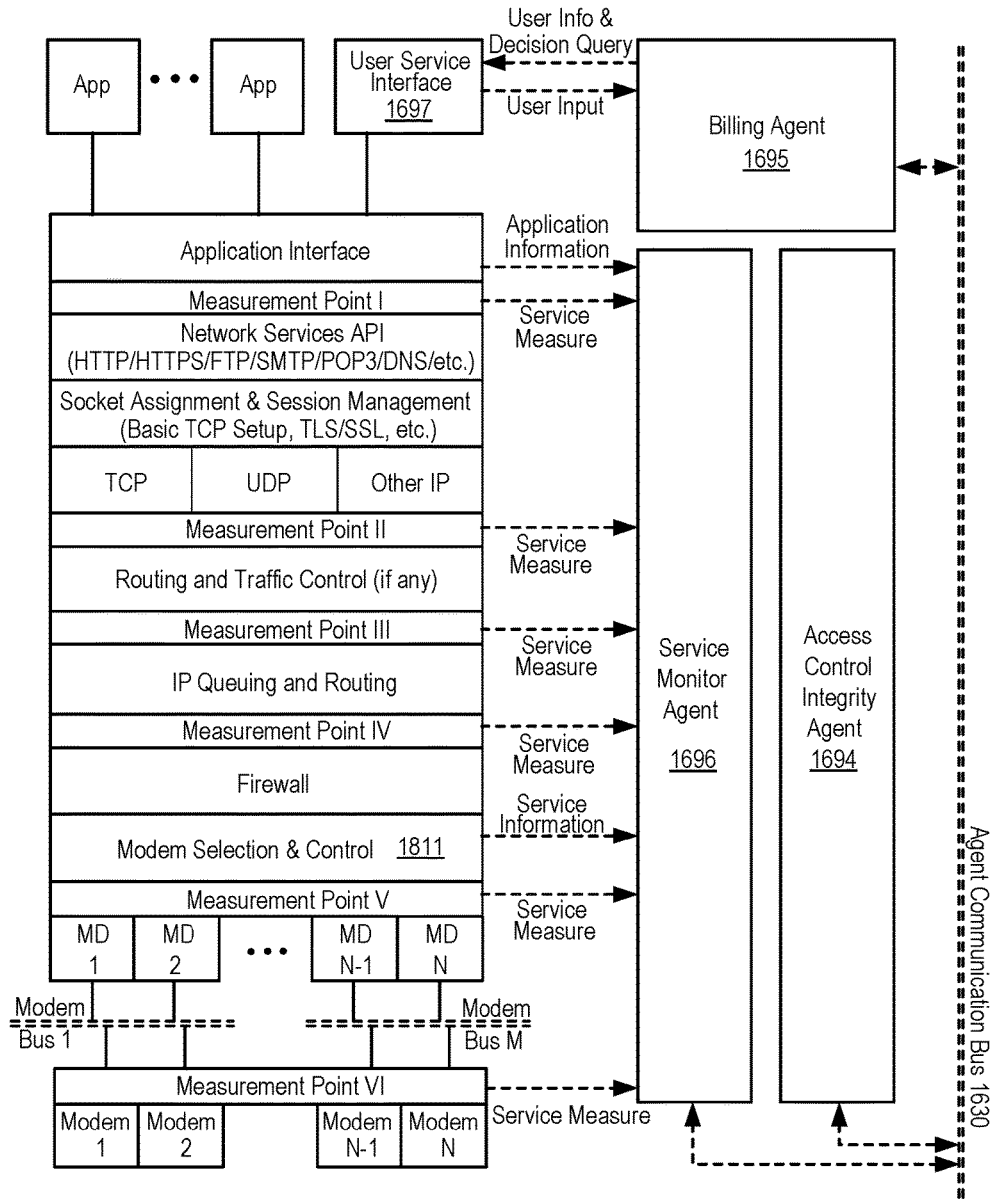 User Info &
Decision Query
App
App
User Service
Interface
1697
User Input
Billing Agent
1695
Application Interface
Application
Information
Measurement Point I
Service
Measure
Network Services API
(HTTP/HTTPS/FTP/SMTP/POP3/DNS/etc.)
Socket Assignment & Session Management
(Basic TCP Setup, TLS/SSL, etc.)
TCP
UDP
Other IP
Measurement Point II
Service
Measure
Routing and Traffic Control (if any)
Measurement Point III
Service
Measure
IP Queuing and Routing
Measurement Point IV
Service
Measure
Firewall
Service
Information
Modem Selection & Control 1811
Measurement Point V
Service
Measure
MD
1
MD
2
MD
N-1
MD
N
Modem
Bus 1
Modem
Bus M
Measurement Point VI
Service Measure
Modem
1
Modem
2
Modem
N-1
Modem
N
Service
Monitor
Agent
1696
Access
Control
Integrity
Agent
1694
Agent Communication Bus 1630